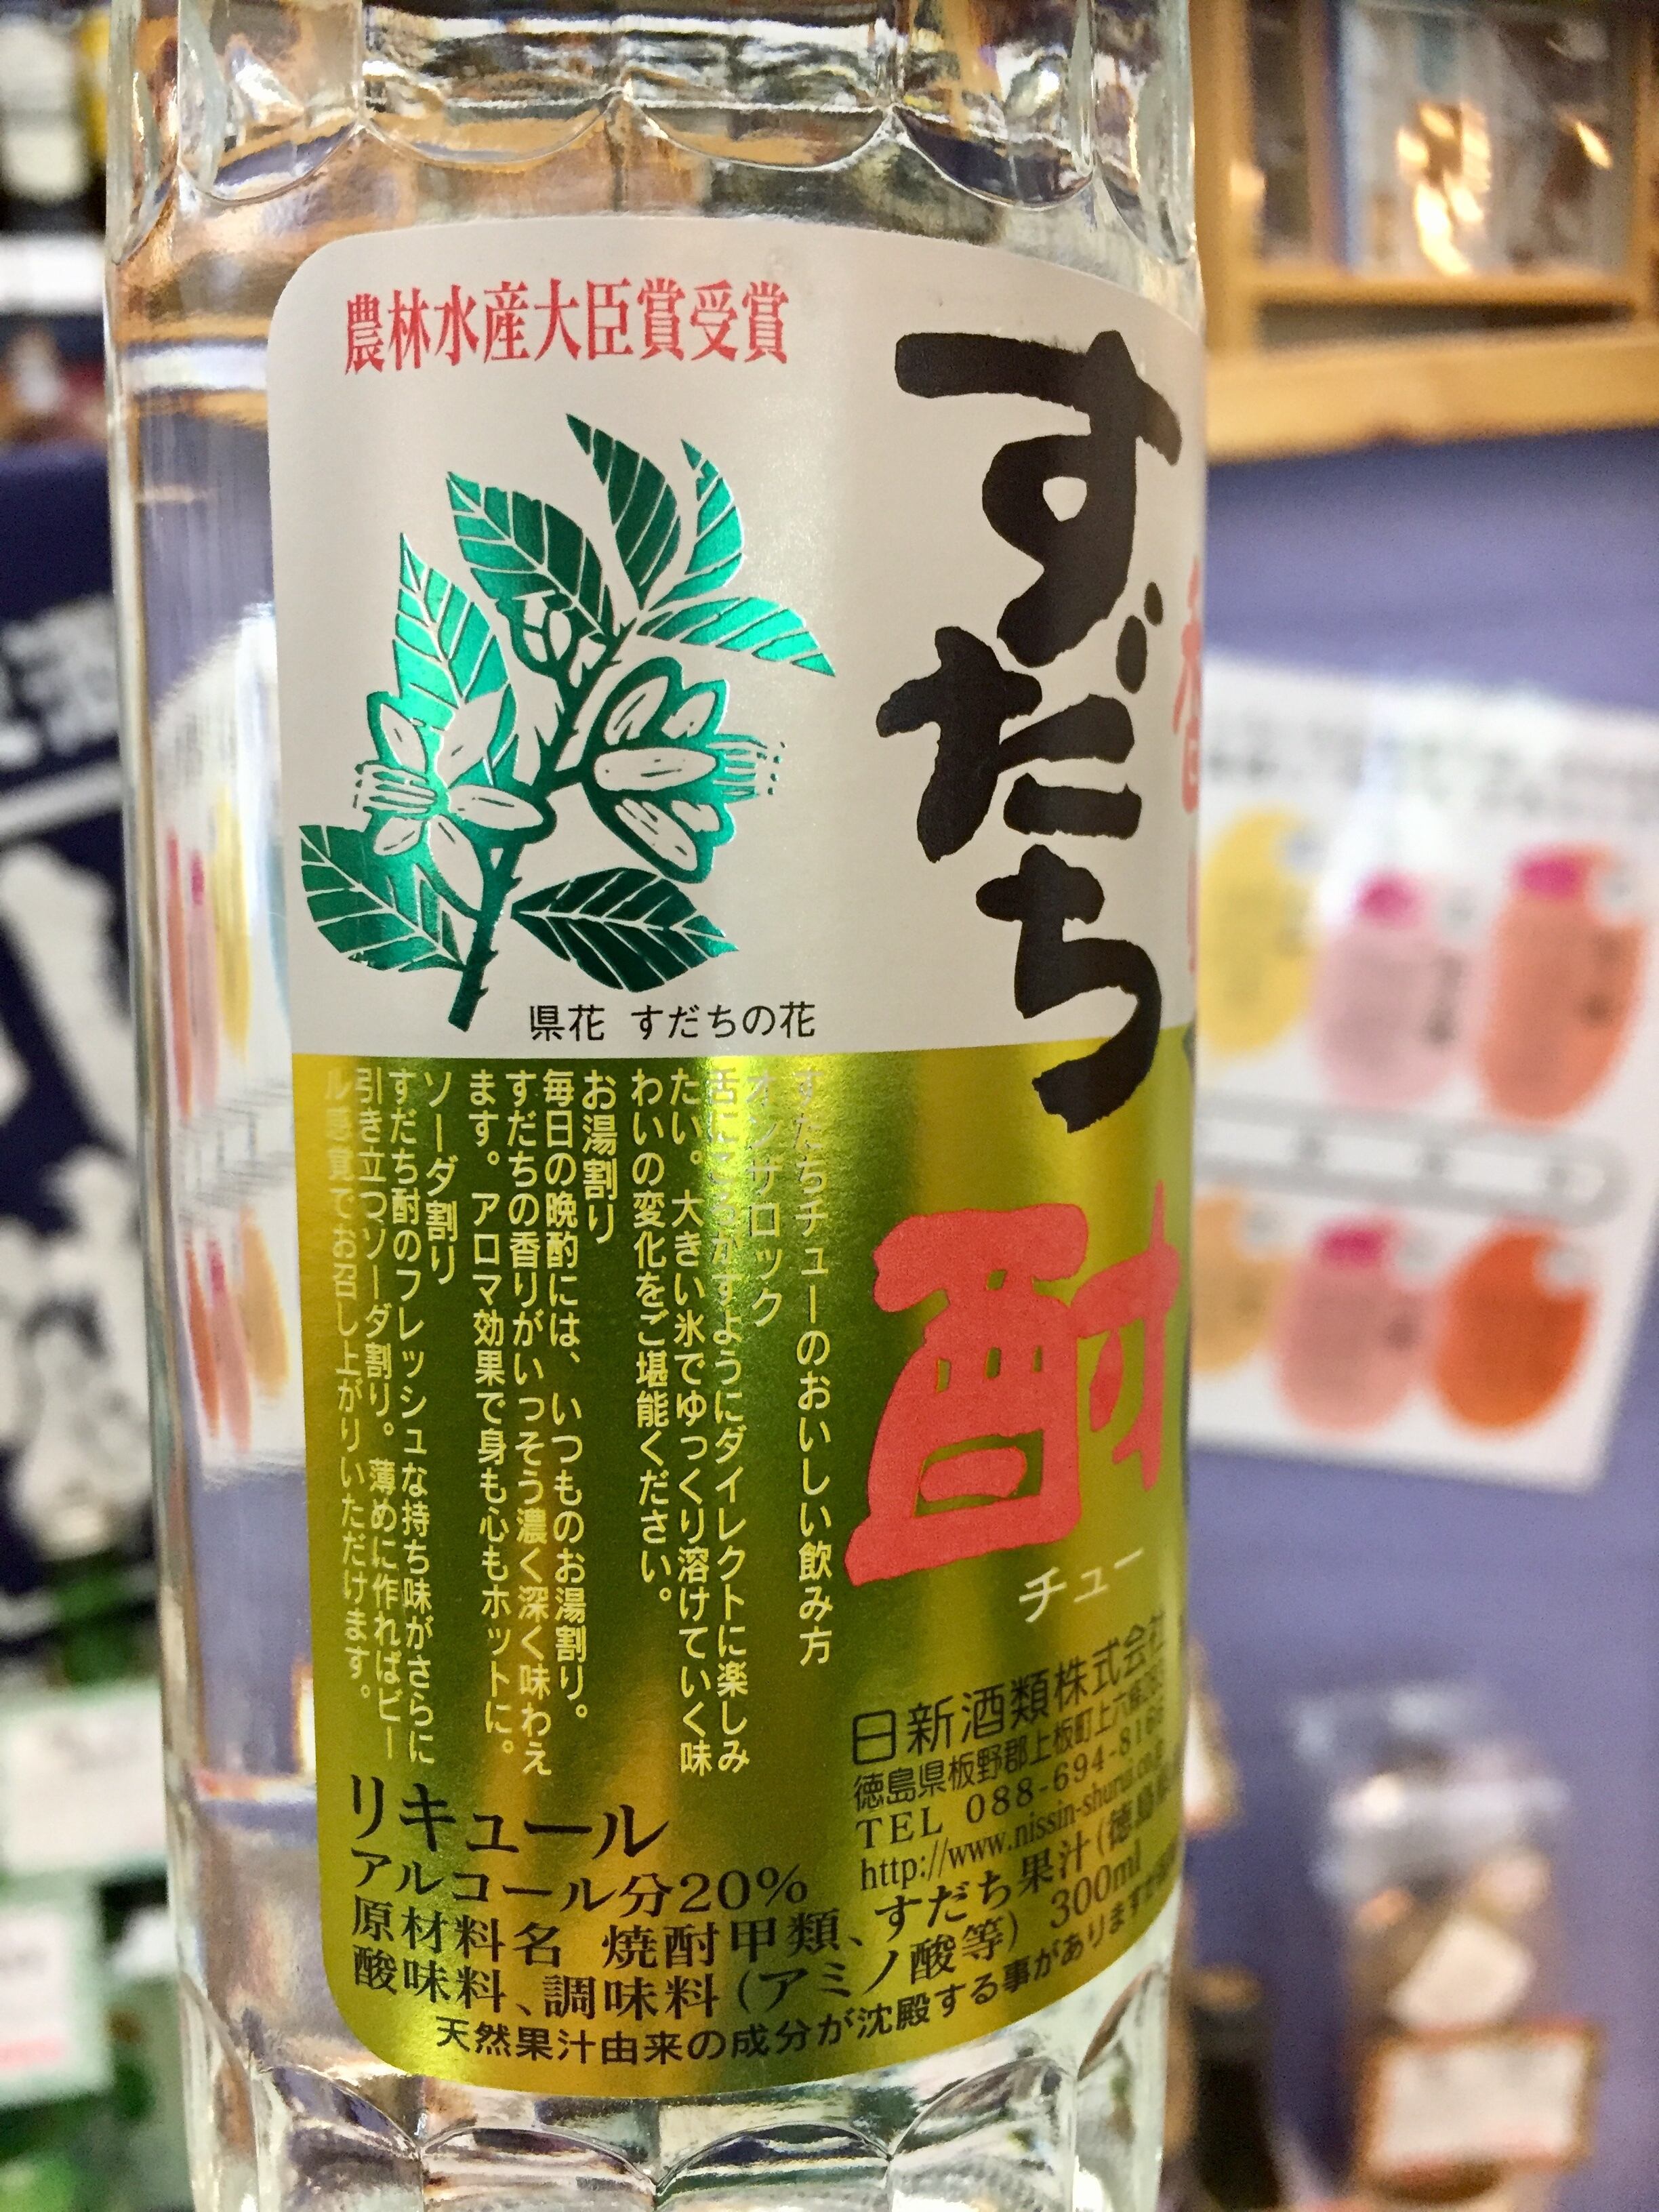 農林水産大臣賞受賞
すだち
酎
チュー
県花 すだちの花
すだちチューのおいしい飲み方
オンザロック
舌にころがすようにダイレクトに楽しみ
たい。大きい氷でゆっくり溶けていく味
わいの変化をご堪能ください。
お湯割り
毎日の晩酌には、いつものお湯割り。
すだちの香りがいっそう濃く深く味わえ
ます。アロマ効果で身も心もホットに。
ソーダ割り
すだち酎のフレッシュな持ち味がさらに
引き立つソーダ割り。薄めに作ればビー
ル感覚でお召し上がりいただけます。
日新酒類株式会社
徳島県板野郡上板町上六條
TEL 088-694-816
http://www.nissin-shurui.co.jp
リキュール
アルコール分20%
原材料名 焼酎甲類、すだち果汁(徳島
酸味料、調味料(アミノ酸等) 300ml
天然果汁由来の成分が沈殿する事があります